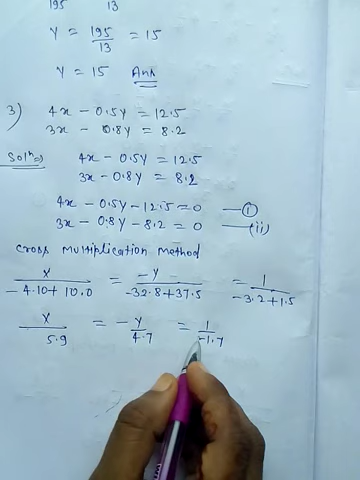 195 13
Y = 195/13 = 15
Y = 15 Ans
3) 4x - 0.5y = 12.5
3x - 0.8y = 8.2
Solⁿ⇒ 4x - 0.5y = 12.5
3x - 0.8y = 8.2
4x - 0.5y - 12.5 = 0 —(i)
3x - 0.8y - 8.2 = 0 —(ii)
cross multiplication method
x/(-4.10+10.0) = -y/(-32.8+37.5) = 1/(-3.2+1.5)
x/5.9 = -y/4.7 = 1/-1.7